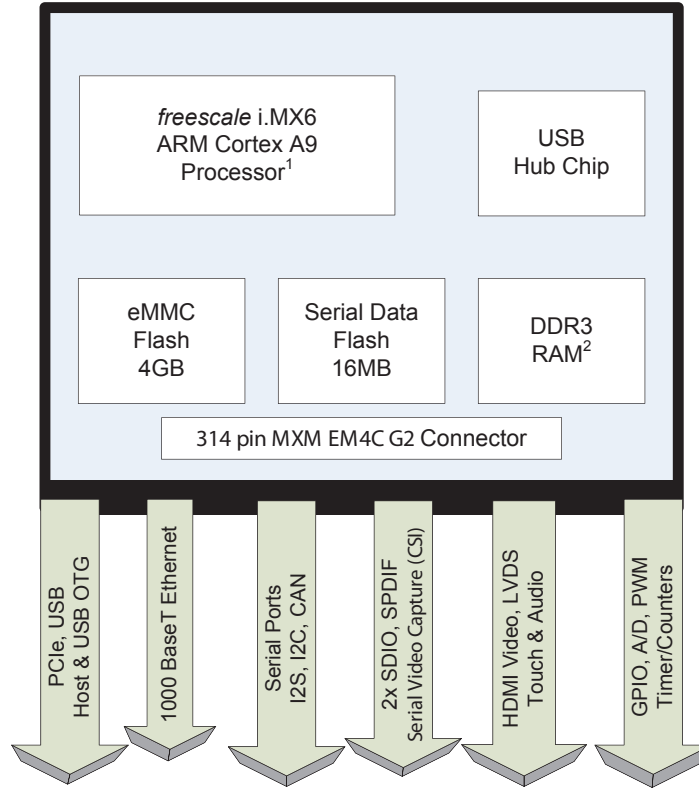 freescale i.MX6
ARM Cortex A9
Processor¹
USB
Hub Chip
eMMC
Flash
4GB
Serial Data
Flash
16MB
DDR3
RAM²
314 pin MXM EM4C G2 Connector
PCIe, USB
Host & USB OTG
1000 BaseT Ethernet
Serial Ports
I2S, I2C, CAN
2x SDIO, SPDIF
Serial Video Capture (CSI)
HDMI Video, LVDS
Touch & Audio
GPIO, A/D, PWM
Timer/Counters